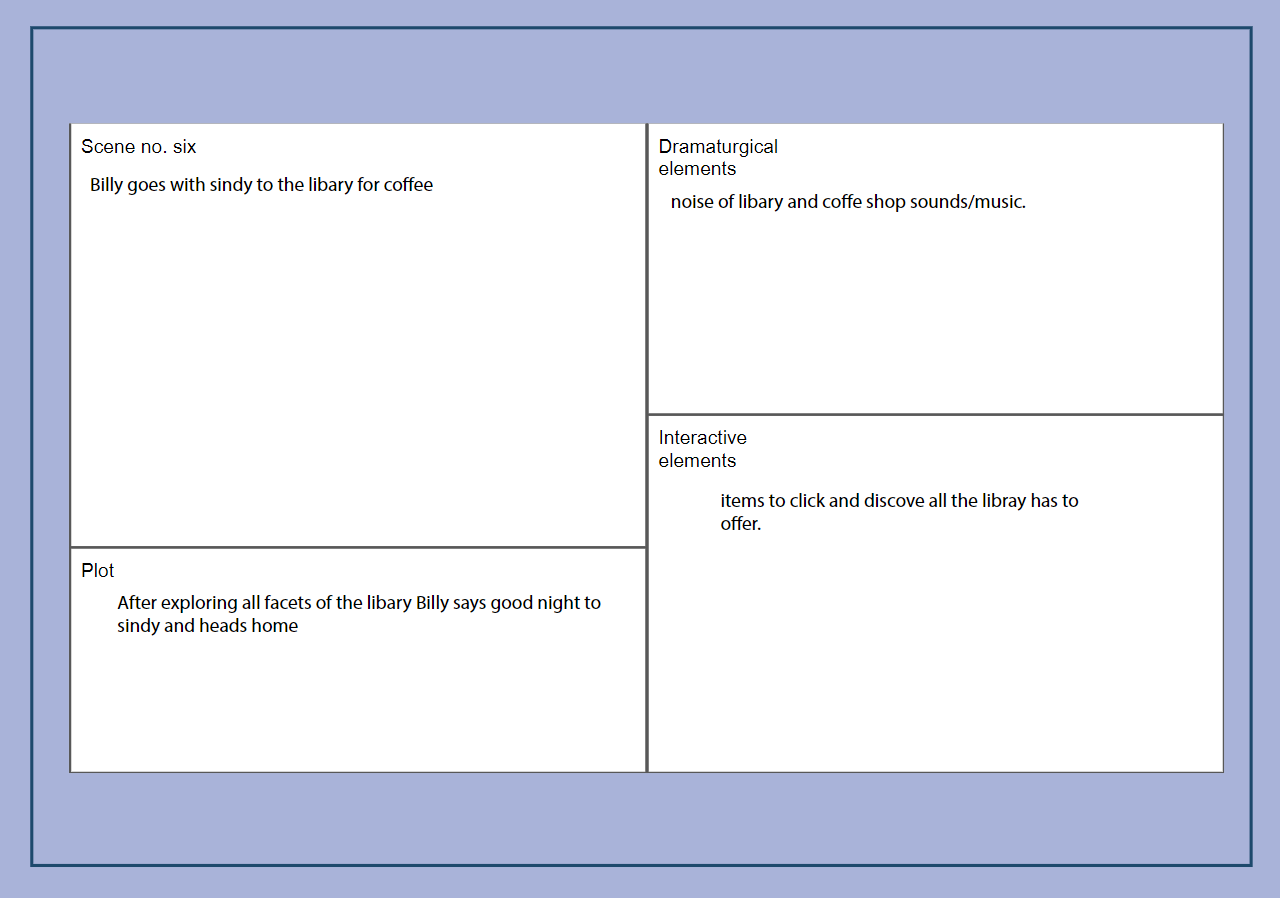 Scene no. six
Billy goes with sindy to the libary for coffee
Plot
After exploring all facets of the libary Billy says good night to
sindy and heads home
Dramaturgical
elements
noise of libary and coffe shop sounds/music.
Interactive
elements
items to click and discove all the libray has to
offer.